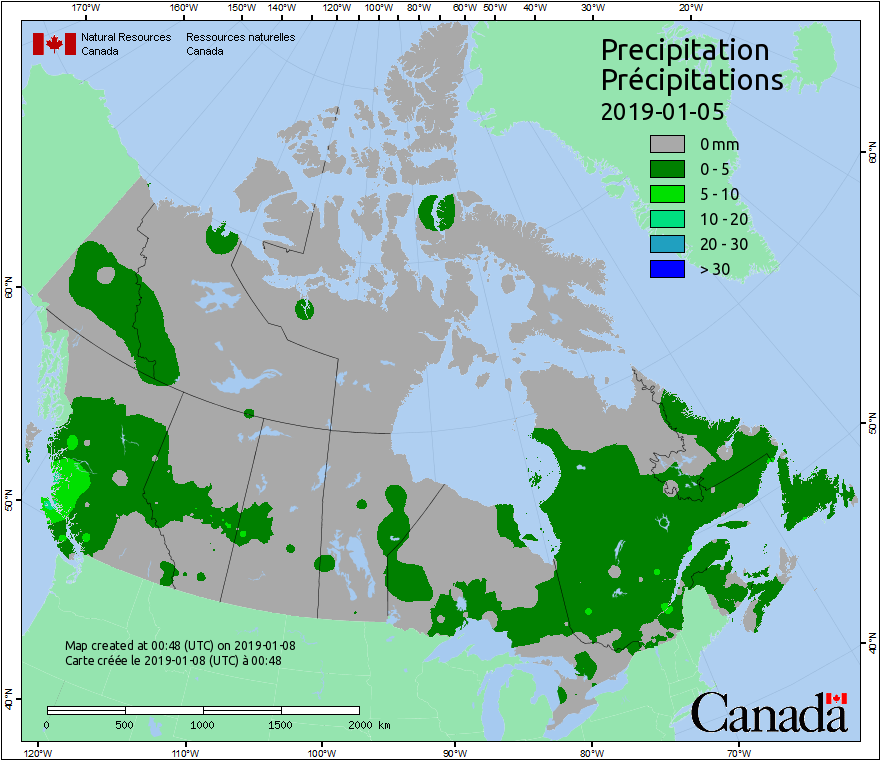 170°W 160°W 150°W 140°W 120°W 100°W 80°W 60°W 50°W 40°W 30°W 20°W
Natural Resources Canada
Ressources naturelles Canada
Precipitation
Précipitations
2019-01-05
0 mm
0 - 5
5 - 10
10 - 20
20 - 30
> 30
60°N
50°N
40°N
60°N
50°N
40°N
Map created at 00:48 (UTC) on 2019-01-08
Carte créée le 2019-01-08 (UTC) à 00:48
0 500 1000 1500 2000 km
Canada
120°W 110°W 100°W 90°W 80°W 70°W